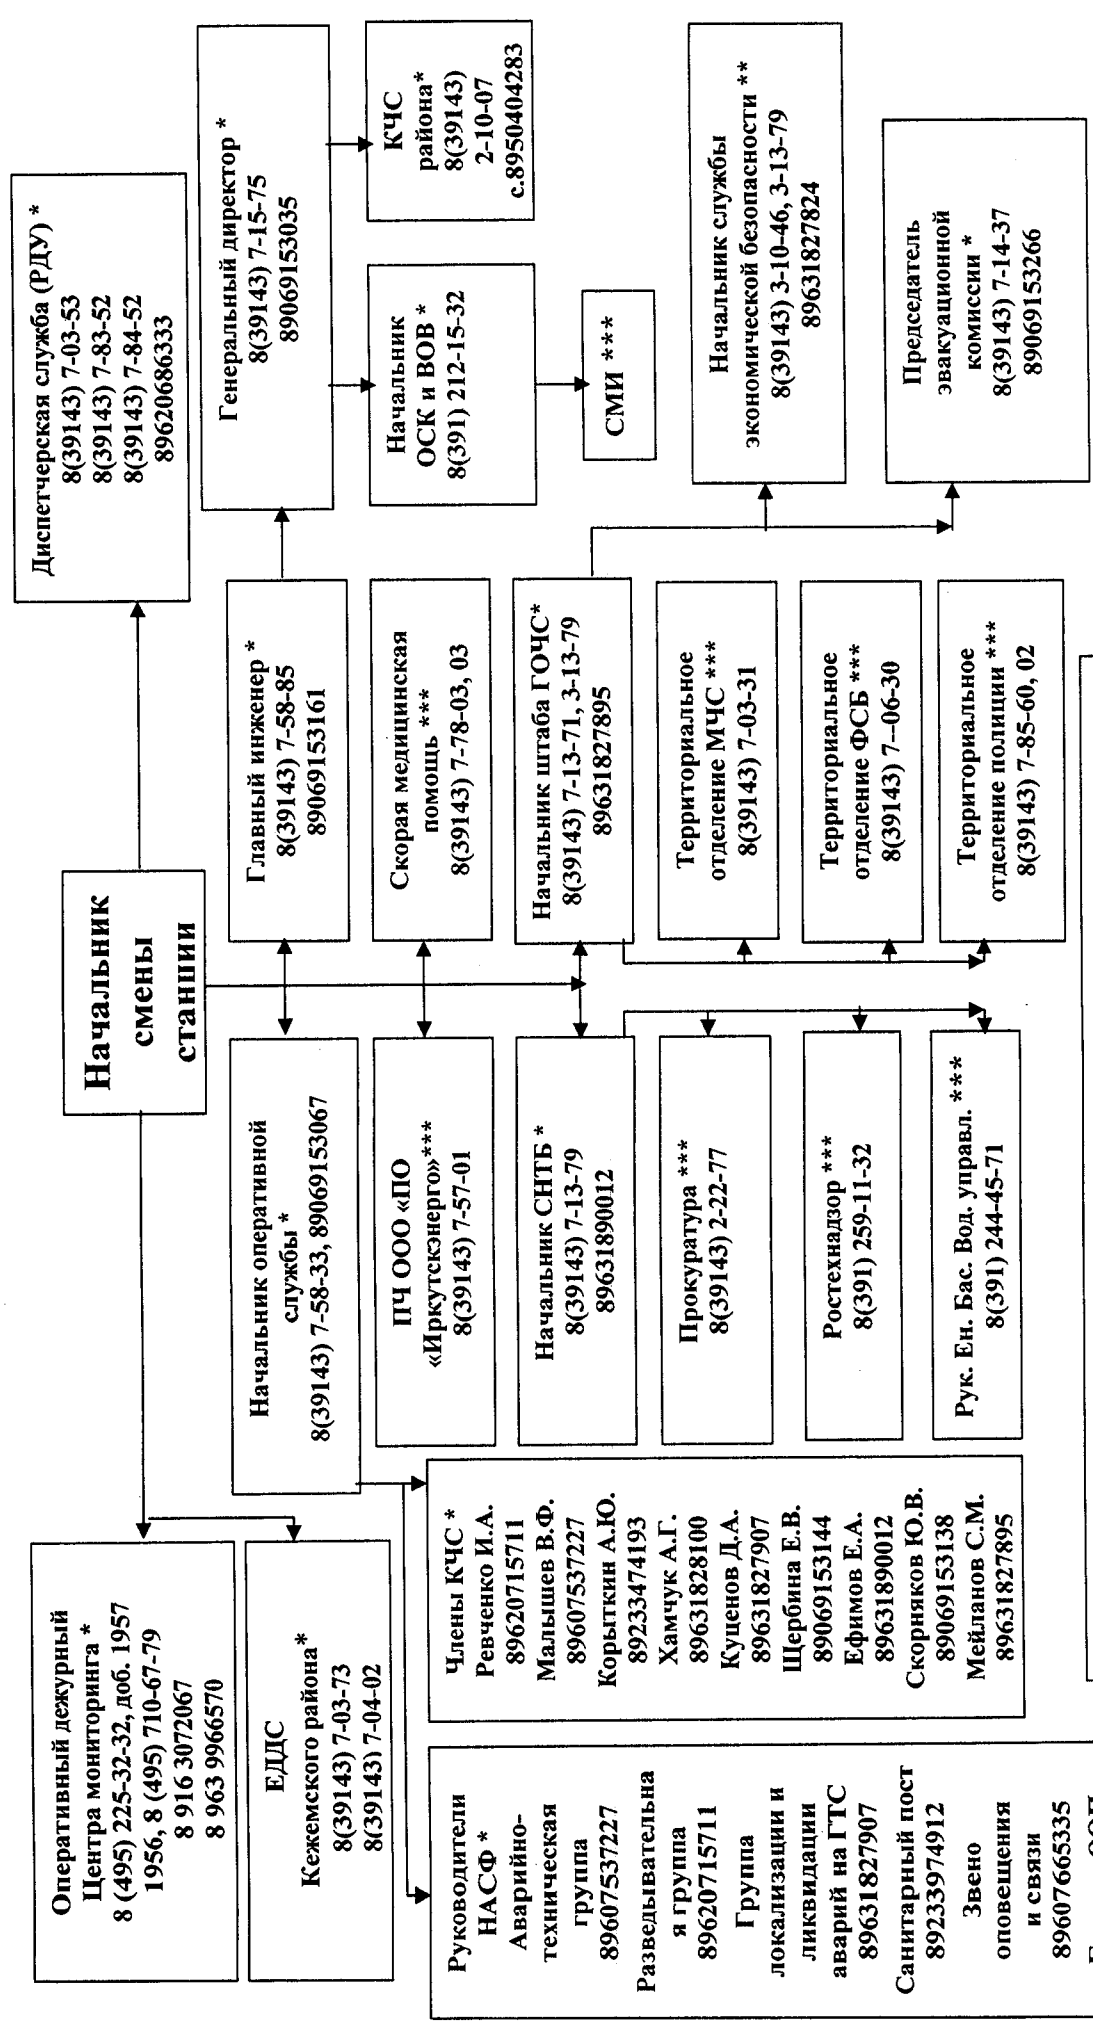 Начальник
смены
станции
Оперативный дежурный
Центра мониторинга *
8 (495) 225-32-32, доб. 1957
1956, 8 (495) 710-67-79
8 916 3072067
8 963 9966570
ЕДДС
Кежемского района*
8(39143) 7-03-73
8(39143) 7-04-02
Диспетчерская служба (РДУ) *
8(39143) 7-03-53
8(39143) 7-83-52
8(39143) 7-84-52
89620686333
Начальник оперативной
службы *
8(39143) 7-58-33, 89069153067
Главный инженер *
8(39143) 7-58-85
89069153161
Генеральный директор *
8(39143) 7-15-75
89069153035
ПЧ ООО «ПО
«Иркутскэнерго»***
8(39143) 7-57-01
Скорая медицинская
помощь ***
8(39143) 7-78-03, 03
Начальник
ОСК и ВОВ *
8(391) 212-15-32
КЧС
района*
8(39143)
2-10-07
с.89504042​83
СМИ ***
Начальник СНТБ *
8(39143) 7-13-79
89631890012
Начальник штаба ГОЧС*
8(39143) 7-13-71, 3-13-79
89631827895
Прокуратура ***
8(39143) 2-22-77
Территориальное
отделение МЧС ***
8(39143) 7-03-31
Начальник службы
экономической безопасности **
8(39143) 3-10-46, 3-13-79
89631827824
Ростехнадзор ***
8(391) 259-11-32
Территориальное
отделение ФСБ ***
8(39143) 7--06-30
Председатель
эвакуационной
комиссии *
8(39143) 7-14-37
89069153266
Рук. Ен. Бас. Вод. управл. ***
8(391) 244-45-71
Территориальное
отделение полиции ***
8(39143) 7-85-60, 02
Руководители
НАСФ *
Аварийно-
техническая
группа
89607537227
Разведывательна
я группа
89620715711
Группа
локализации и
ликвидации
аварий на ГТС
89631827907
Санитарный пост
89233974912
Звено
оповещения
и связи
89607665335
Члены КЧС *
Ревченко И.А.
89620715711
Малышев В.Ф.
89607537227
Корыткин А.Ю.
89233474193
Хамчук А.Г.
89631828100
Куценов Д.А.
89631827907
Щербина Е.В.
89069153144
Ефимов Е.А.
89631890012
Скорняков Ю.В.
89069153138
Мейланов С.М.
89631827895